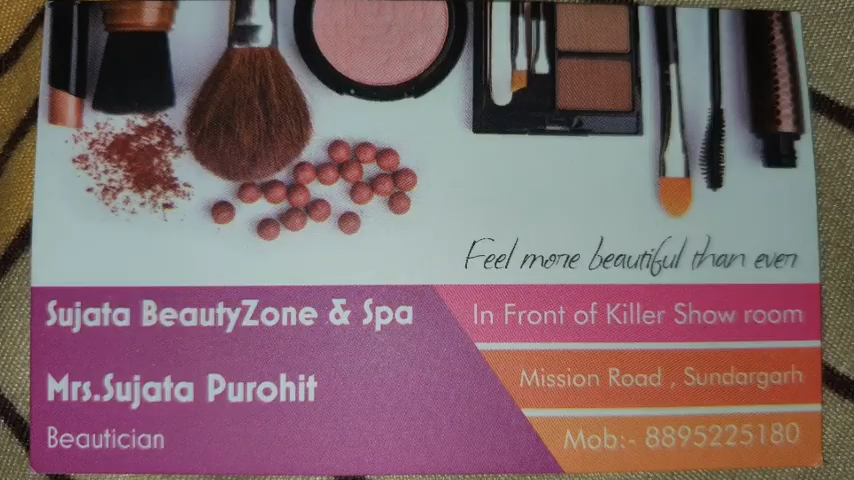 Feel more beautiful than ever
Sujata BeautyZone & Spa
Mrs.Sujata Purohit
Beautician
In Front of Killer Show room
Mission Road , Sundargarh
Mob:- 8895225180